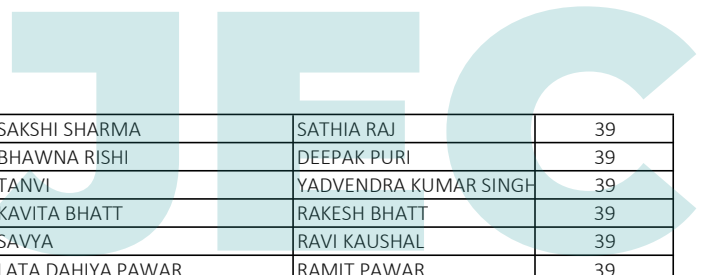 JFC
SAKSHI SHARMA SATHIA RAJ 39
BHAWNA RISHI DEEPAK PURI 39
TANVI YADVENDRA KUMAR SINGH 39
KAVITA BHATT RAKESH BHATT 39
SAVYA RAVI KAUSHAL 39
LATA DAHIYA PAWAR RAMIT PAWAR 39